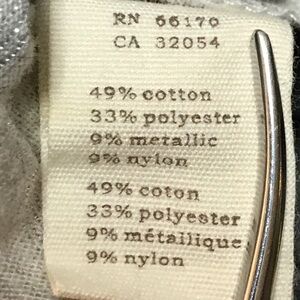 RN 66170
CA 32054
49% cotton
33% polyester
9% metallic
9% nylon
49% coton
33% polyester
9% métallique
9% nylon